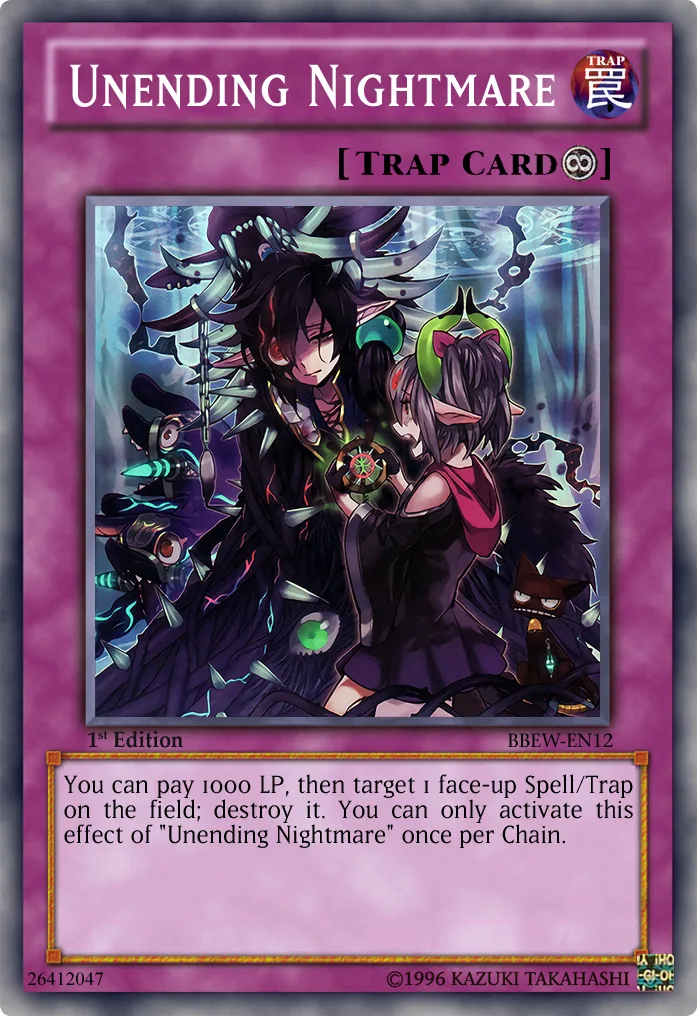 UNENDING NIGHTMARE
TRAP
罠
[TRAP CARD]
1st Edition
BBEW-EN12
You can pay 1000 LP, then target 1 face-up Spell/Trap
on the field; destroy it. You can only activate this
effect of "Unending Nightmare" once per Chain.
26412047
©1996 KAZUKI TAKAHASHI